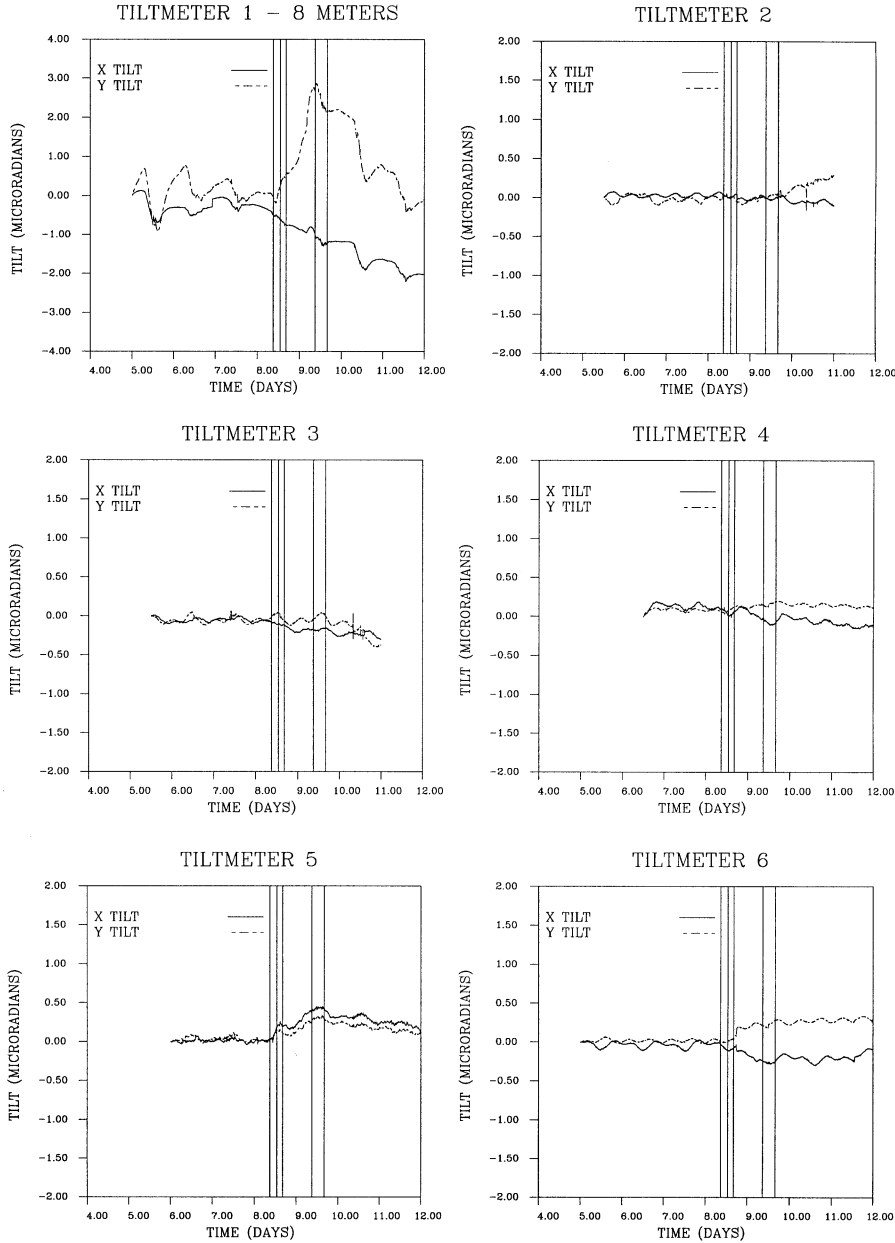 TILTMETER 1 – 8 METERS
4.00
3.00
2.00
1.00
0.00
−1.00
−2.00
−3.00
−4.00
TILT (MICRORADIANS)
X TILT
Y TILT
4.00 5.00 6.00 7.00 8.00 9.00 10.00 11.00 12.00
TIME (DAYS)
TILTMETER 2
2.00
1.50
1.00
0.50
0.00
−0.50
−1.00
−1.50
−2.00
TILT (MICRORADIANS)
X TILT
Y TILT
4.00 5.00 6.00 7.00 8.00 9.00 10.00 11.00 12.00
TIME (DAYS)
TILTMETER 3
2.00
1.50
1.00
0.50
0.00
−0.50
−1.00
−1.50
−2.00
TILT (MICRORADIANS)
X TILT
Y TILT
4.00 5.00 6.00 7.00 8.00 9.00 10.00 11.00 12.00
TIME (DAYS)
TILTMETER 4
2.00
1.50
1.00
0.50
0.00
−0.50
−1.00
−1.50
−2.00
TILT (MICRORADIANS)
X TILT
Y TILT
4.00 5.00 6.00 7.00 8.00 9.00 10.00 11.00 12.00
TIME (DAYS)
TILTMETER 5
2.00
1.50
1.00
0.50
0.00
−0.50
−1.00
−1.50
−2.00
TILT (MICRORADIANS)
X TILT
Y TILT
4.00 5.00 6.00 7.00 8.00 9.00 10.00 11.00 12.00
TIME (DAYS)
TILTMETER 6
2.00
1.50
1.00
0.50
0.00
−0.50
−1.00
−1.50
−2.00
TILT (MICRORADIANS)
X TILT
Y TILT
4.00 5.00 6.00 7.00 8.00 9.00 10.00 11.00 12.00
TIME (DAYS)